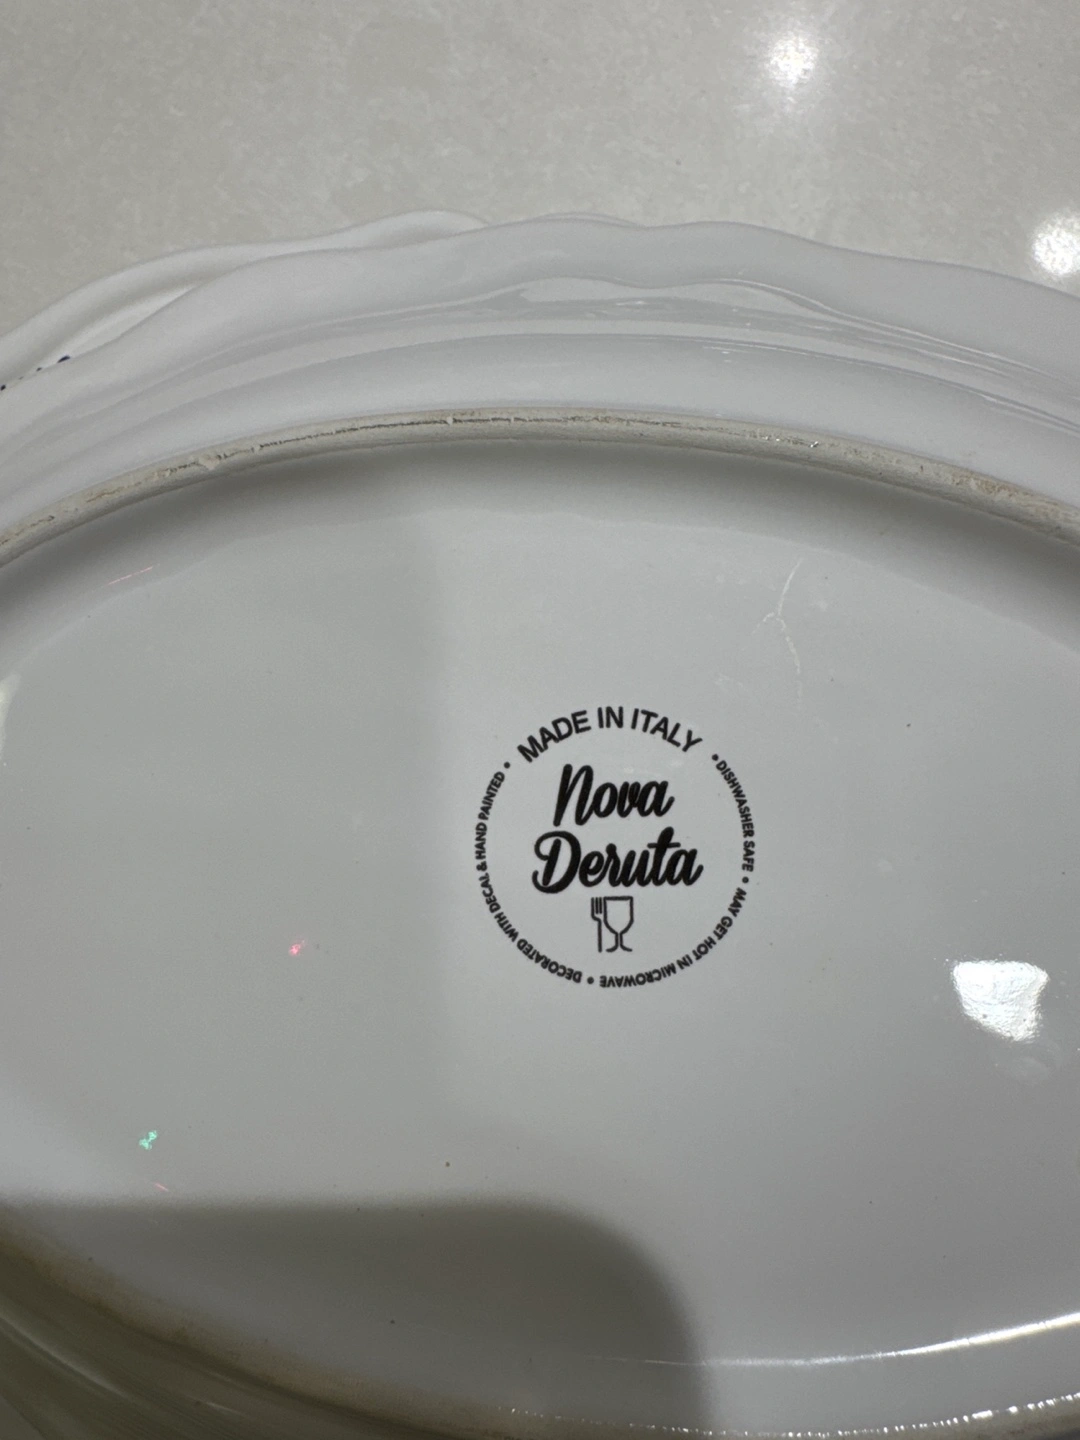 MADE IN ITALY
Nova
Deruta
• DISHWASHER SAFE • MAY GET HOT IN MICROWAVE • DECORATED WITH DECAL & HAND PAINTED •